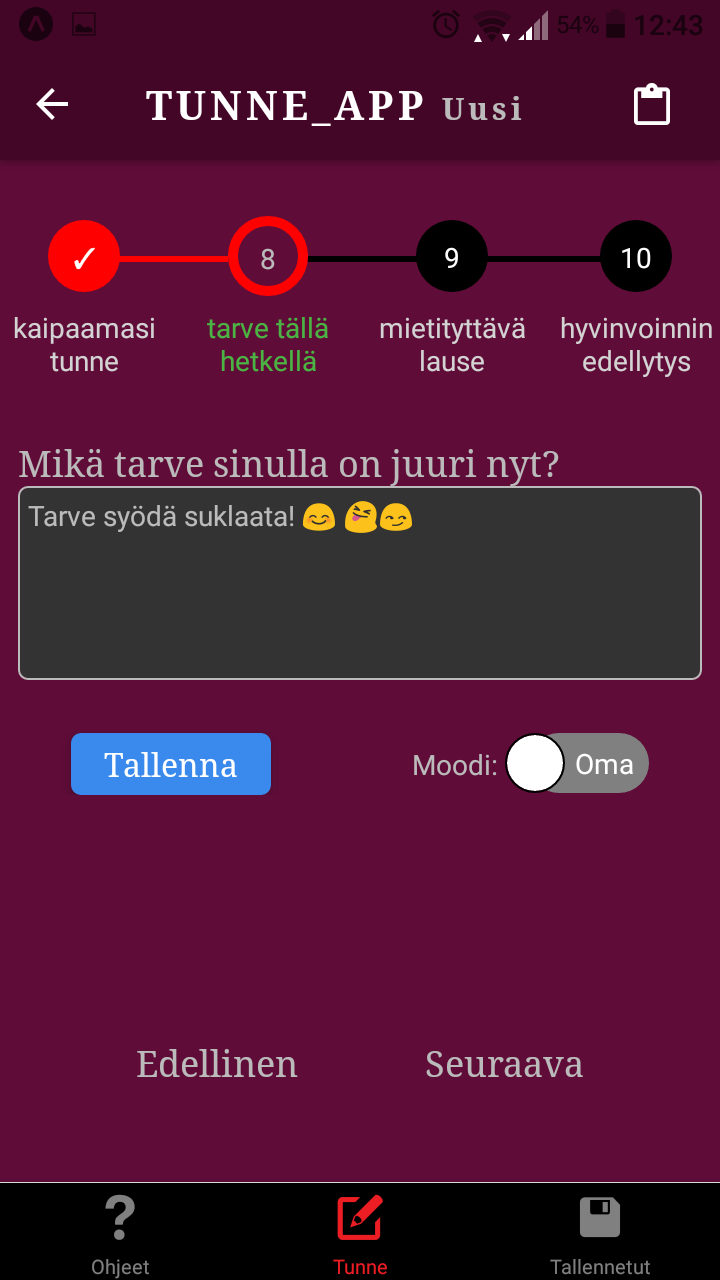 54% 12:43
TUNNE_APP Uusi
✓ 8 9 10
kaipaamasi tunne
tarve tällä hetkellä
mietityttävä lause
hyvinvoinnin edellytys
Mikä tarve sinulla on juuri nyt?
Tarve syödä suklaata! 😊 😝😏
Tallenna
Moodi: Oma
Edellinen Seuraava
Ohjeet Tunne Tallennetut